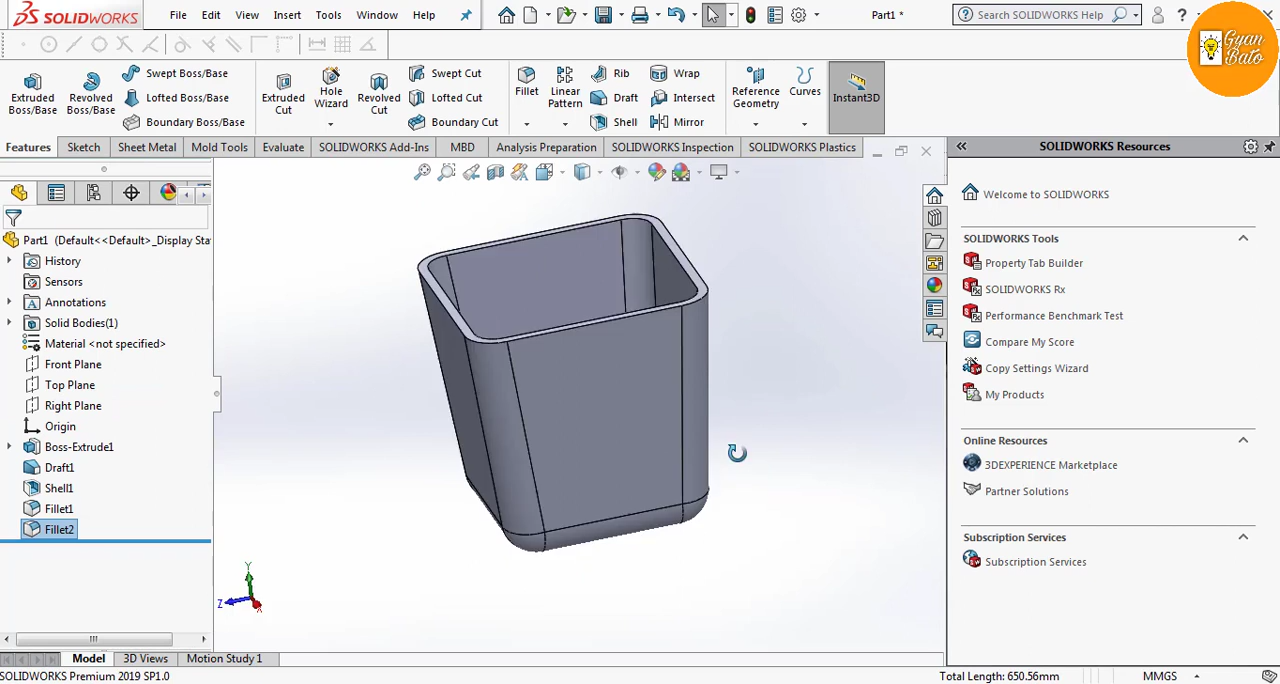 SOLIDWORKS File Edit View Insert Tools Window Help Part1 * Search SOLIDWORKS Help ?
Gyan
Bato
Extruded Boss/Base
Revolved Boss/Base
Swept Boss/Base
Lofted Boss/Base
Boundary Boss/Base
Extruded Cut
Hole Wizard
Revolved Cut
Swept Cut
Lofted Cut
Boundary Cut
Fillet
Linear Pattern
Rib
Draft
Shell
Wrap
Intersect
Mirror
Reference Geometry
Curves
Instant3D
Features Sketch Sheet Metal Mold Tools Evaluate SOLIDWORKS Add-Ins MBD Analysis Preparation SOLIDWORKS Inspection SOLIDWORKS Plastics
Part1 (Default<<Default>_Display Sta
History
Sensors
Annotations
Solid Bodies(1)
Material <not specified>
Front Plane
Top Plane
Right Plane
Origin
Boss-Extrude1
Draft1
Shell1
Fillet1
Fillet2
Y
Z
X
SOLIDWORKS Resources
Welcome to SOLIDWORKS
SOLIDWORKS Tools
Property Tab Builder
SOLIDWORKS Rx
Performance Benchmark Test
Compare My Score
Copy Settings Wizard
My Products
Online Resources
3DEXPERIENCE Marketplace
Partner Solutions
Subscription Services
Subscription Services
Model 3D Views Motion Study 1
SOLIDWORKS Premium 2019 SP1.0 Total Length: 650.56mm MMGS